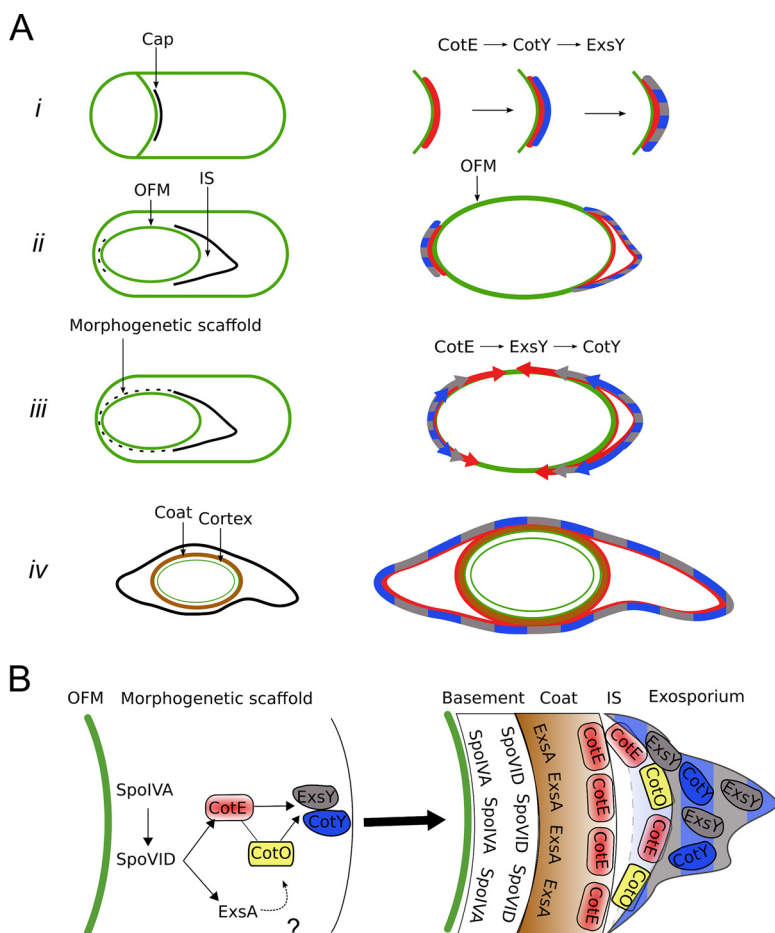 A
Cap
CotE → CotY → ExsY
i
OFM
IS
OFM
ii
Morphogenetic scaffold
CotE → ExsY → CotY
iii
Coat
Cortex
iv
B
OFM Morphogenetic scaffold
Basement Coat IS Exosporium
SpoIVA
SpoVID
CotE
ExsY
CotY
CotO
ExsA
?
SpoIVA
SpoIVA
SpoIVA
SpoVID
SpoVID
SpoVID
ExsA
ExsA
ExsA
ExsA
ExsA
CotE
CotE
CotE
CotE
CotE
CotO
CotE
CotO
ExsY
CotY
ExsY
ExsY
CotY